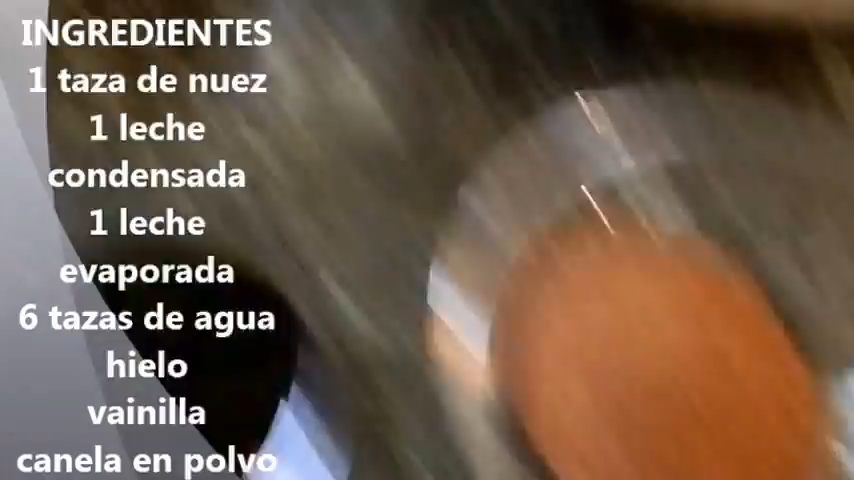 INGREDIENTES
1 taza de nuez
1 leche
condensada
1 leche
evaporada
6 tazas de agua
hielo
vainilla
canela en polvo